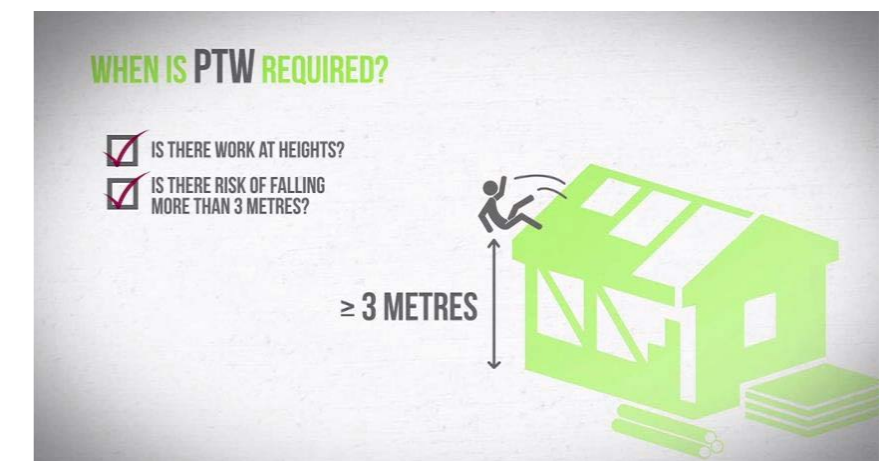 WHEN IS PTW REQUIRED?
IS THERE WORK AT HEIGHTS?
IS THERE RISK OF FALLING
MORE THAN 3 METRES?
≥ 3 METRES